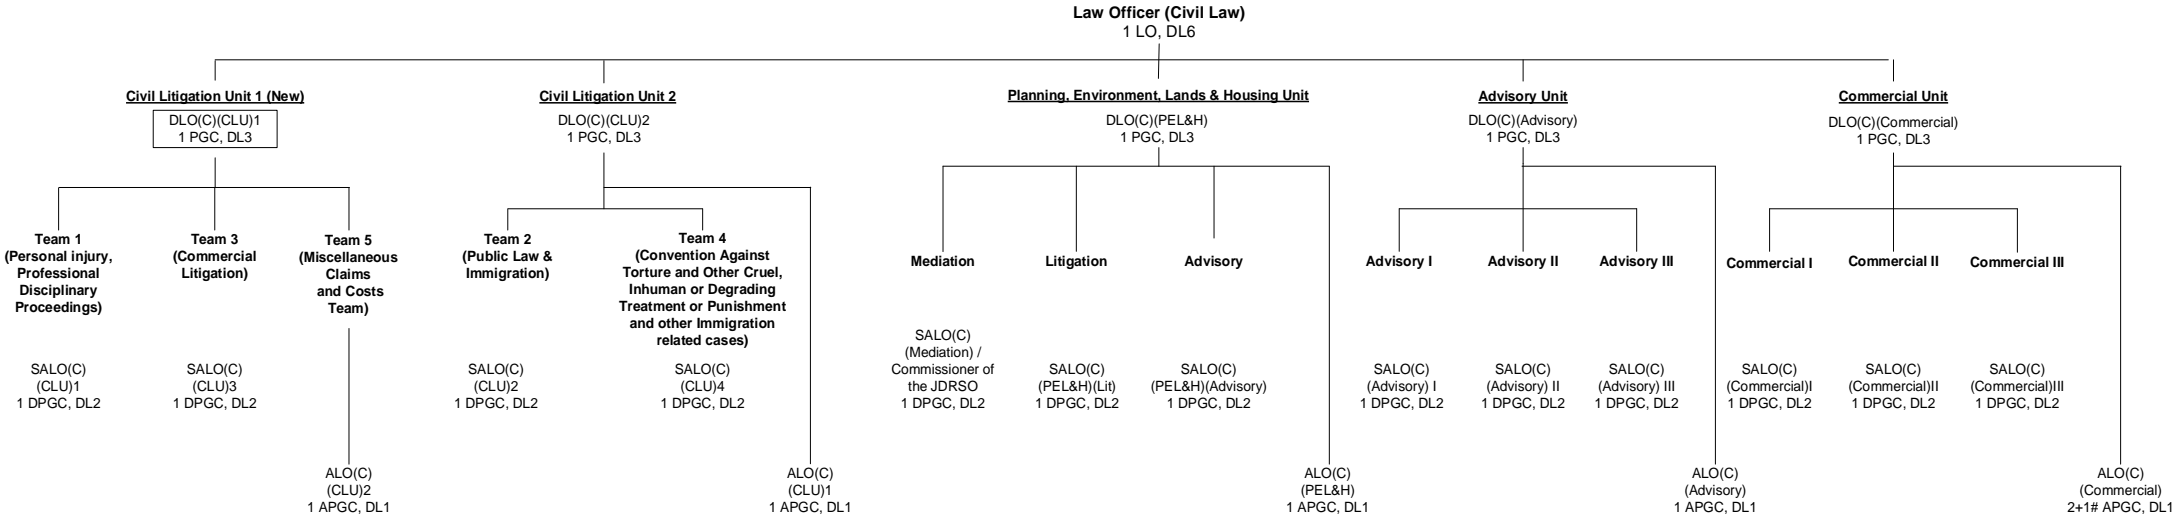 Law Officer (Civil Law)
1 LO, DL6
Civil Litigation Unit 1 (New)
DLO(C)(CLU)1
1 PGC, DL3
Civil Litigation Unit 2
DLO(C)(CLU)2
1 PGC, DL3
Planning, Environment, Lands & Housing Unit
DLO(C)(PEL&H)
1 PGC, DL3
Advisory Unit
DLO(C)(Advisory)
1 PGC, DL3
Commercial Unit
DLO(C)(Commercial)
1 PGC, DL3
Team 1
(Personal injury,
Professional
Disciplinary
Proceedings)
SALO(C)
(CLU)1
1 DPGC, DL2
Team 3
(Commercial
Litigation)
SALO(C)
(CLU)3
1 DPGC, DL2
Team 5
(Miscellaneous
Claims
and Costs
Team)
ALO(C)
(CLU)2
1 APGC, DL1
Team 2
(Public Law &
Immigration)
SALO(C)
(CLU)2
1 DPGC, DL2
Team 4
(Convention Against
Torture and Other Cruel,
Inhuman or Degrading
Treatment or Punishment
and other Immigration
related cases)
SALO(C)
(CLU)4
1 DPGC, DL2
ALO(C)
(CLU)1
1 APGC, DL1
Mediation
SALO(C)
(Mediation) /
Commissioner of
the JDRSO
1 DPGC, DL2
Litigation
SALO(C)
(PEL&H)(Lit)
1 DPGC, DL2
Advisory
SALO(C)
(PEL&H)(Advisory)
1 DPGC, DL2
ALO(C)
(PEL&H)
1 APGC, DL1
Advisory I
SALO(C)
(Advisory) I
1 DPGC, DL2
Advisory II
SALO(C)
(Advisory) II
1 DPGC, DL2
Advisory III
SALO(C)
(Advisory) III
1 DPGC, DL2
ALO(C)
(Advisory)
1 APGC, DL1
Commercial I
SALO(C)
(Commercial)I
1 DPGC, DL2
Commercial II
SALO(C)
(Commercial)II
1 DPGC, DL2
Commercial III
SALO(C)
(Commercial)III
1 DPGC, DL2
ALO(C)
(Commercial)
2+1# APGC, DL1